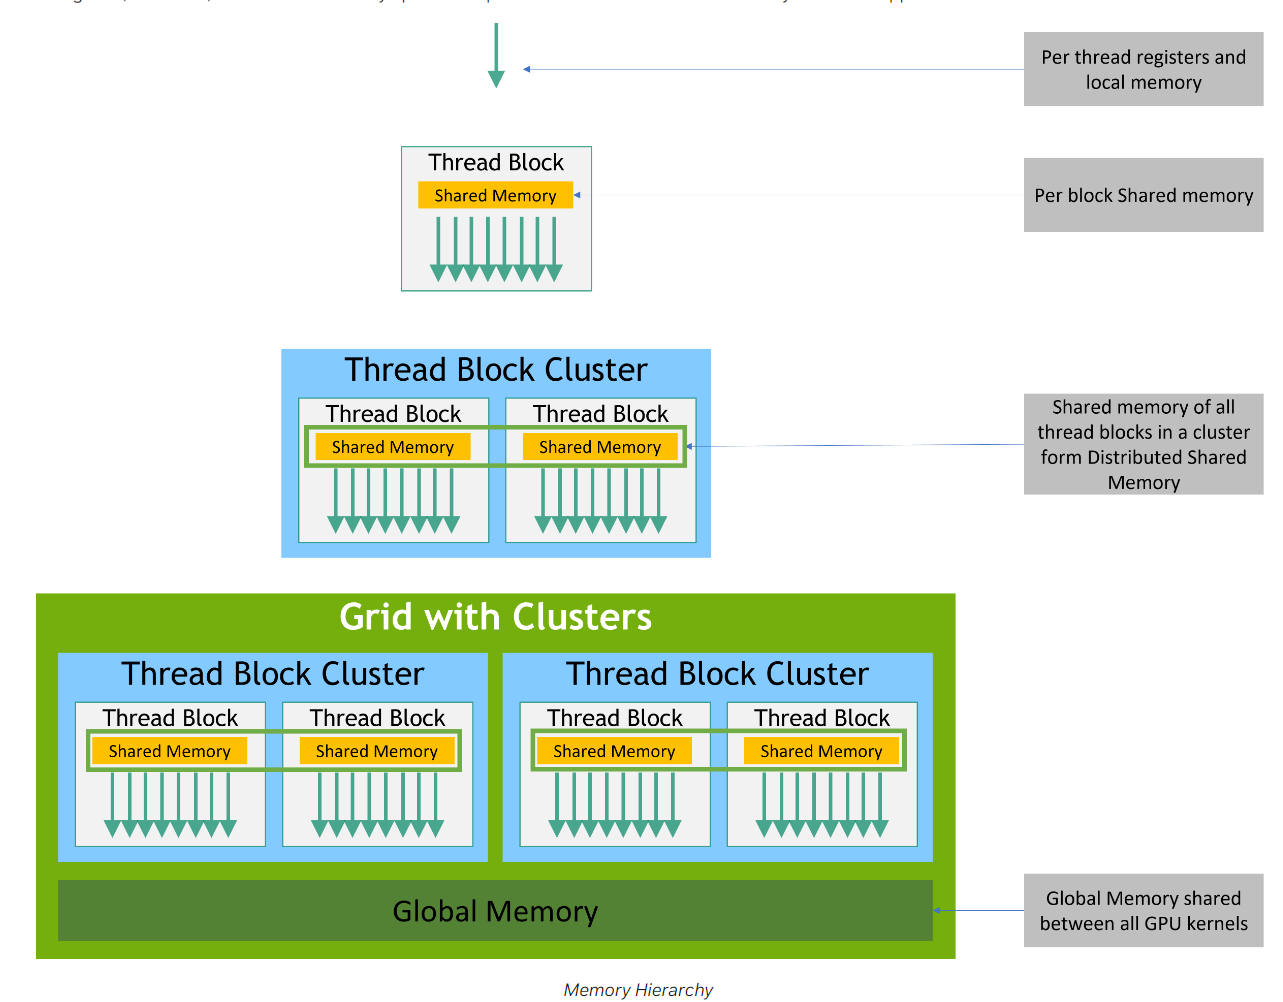 Per thread registers and
local memory
Thread Block
Shared Memory
Per block Shared memory
Thread Block Cluster
Thread Block Thread Block
Shared Memory Shared Memory
Shared memory of all
thread blocks in a cluster
form Distributed Shared
Memory
Grid with Clusters
Thread Block Cluster Thread Block Cluster
Thread Block Thread Block Thread Block Thread Block
Shared Memory Shared Memory Shared Memory Shared Memory
Global Memory
Global Memory shared
between all GPU kernels
Memory Hierarchy